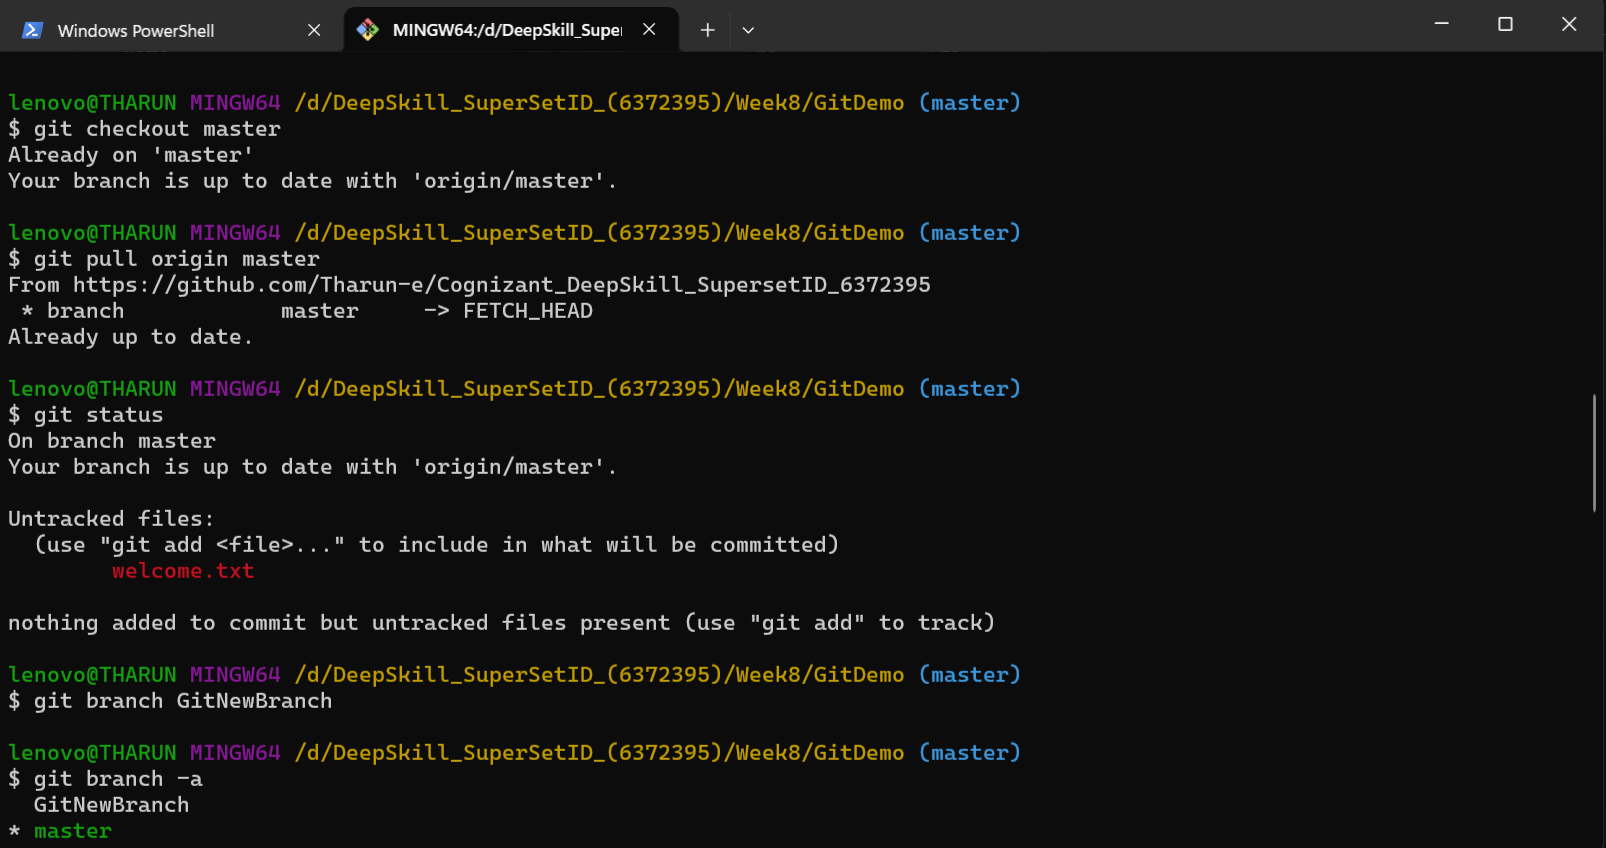 Windows PowerShell
MINGW64:/d/DeepSkill_Super
lenovo@THARUN MINGW64 /d/DeepSkill_SuperSetID_(6372395)/Week8/GitDemo (master)
$ git checkout master
Already on 'master'
Your branch is up to date with 'origin/master'.
lenovo@THARUN MINGW64 /d/DeepSkill_SuperSetID_(6372395)/Week8/GitDemo (master)
$ git pull origin master
From https://github.com/Tharun-e/Cognizant_DeepSkill_SupersetID_6372395
 * branch            master     -> FETCH_HEAD
Already up to date.
lenovo@THARUN MINGW64 /d/DeepSkill_SuperSetID_(6372395)/Week8/GitDemo (master)
$ git status
On branch master
Your branch is up to date with 'origin/master'.
Untracked files:
  (use "git add <file>..." to include in what will be committed)
        welcome.txt
nothing added to commit but untracked files present (use "git add" to track)
lenovo@THARUN MINGW64 /d/DeepSkill_SuperSetID_(6372395)/Week8/GitDemo (master)
$ git branch GitNewBranch
lenovo@THARUN MINGW64 /d/DeepSkill_SuperSetID_(6372395)/Week8/GitDemo (master)
$ git branch -a
  GitNewBranch
* master